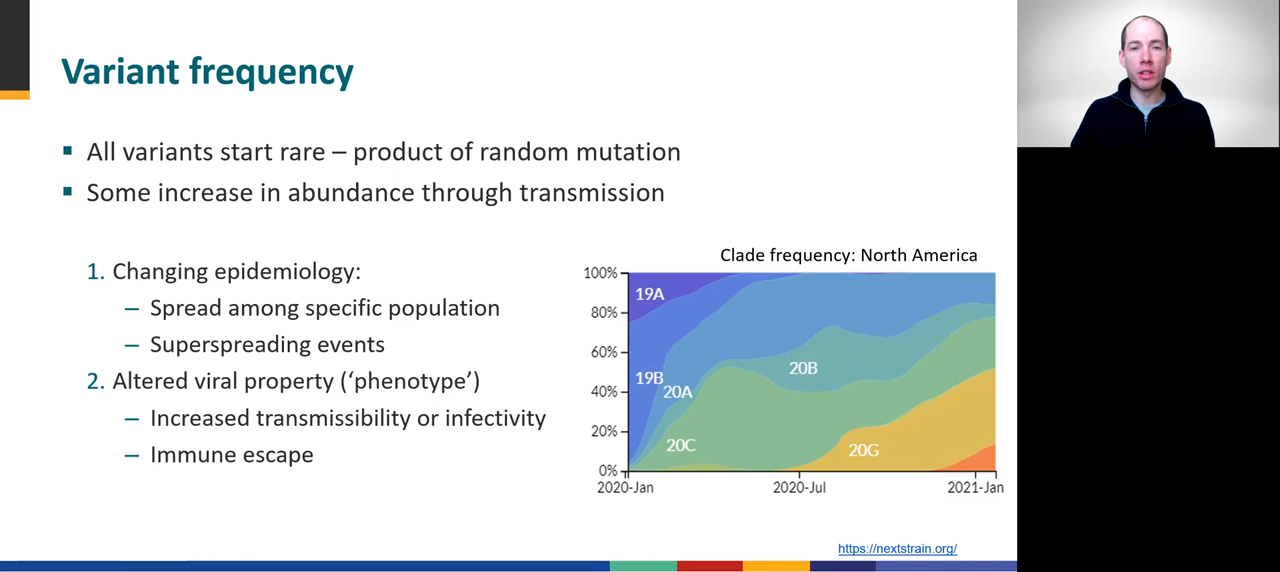 Variant frequency
▪ All variants start rare – product of random mutation
▪ Some increase in abundance through transmission
1. Changing epidemiology:
– Spread among specific population
– Superspreading events
2. Altered viral property (‘phenotype’)
– Increased transmissibility or infectivity
– Immune escape
Clade frequency: North America
100%
80%
60%
40%
20%
0%
19A
19B
20A
20B
20C
20G
2020-Jan
2020-Jul
2021-Jan
https://nextstrain.org/